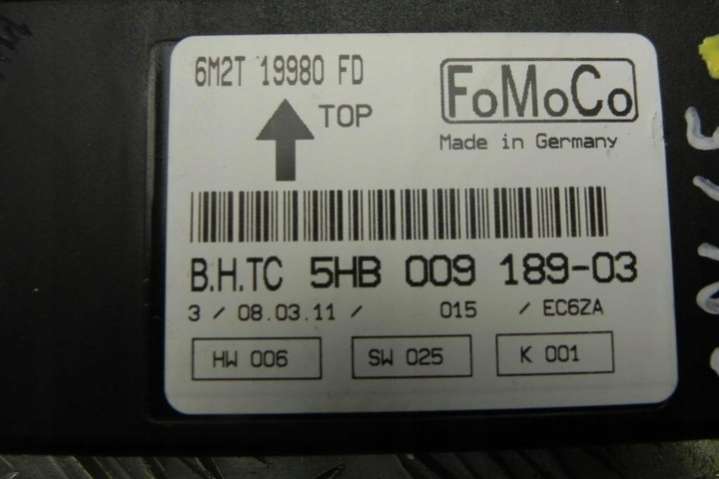 6M2T 19980 FD
FoMoCo
TOP
Made in Germany
B.H.TC 5HB 009 189-03
3 / 08.03.11 / 015 / EC6ZA
HW 006 SW 025 K 001